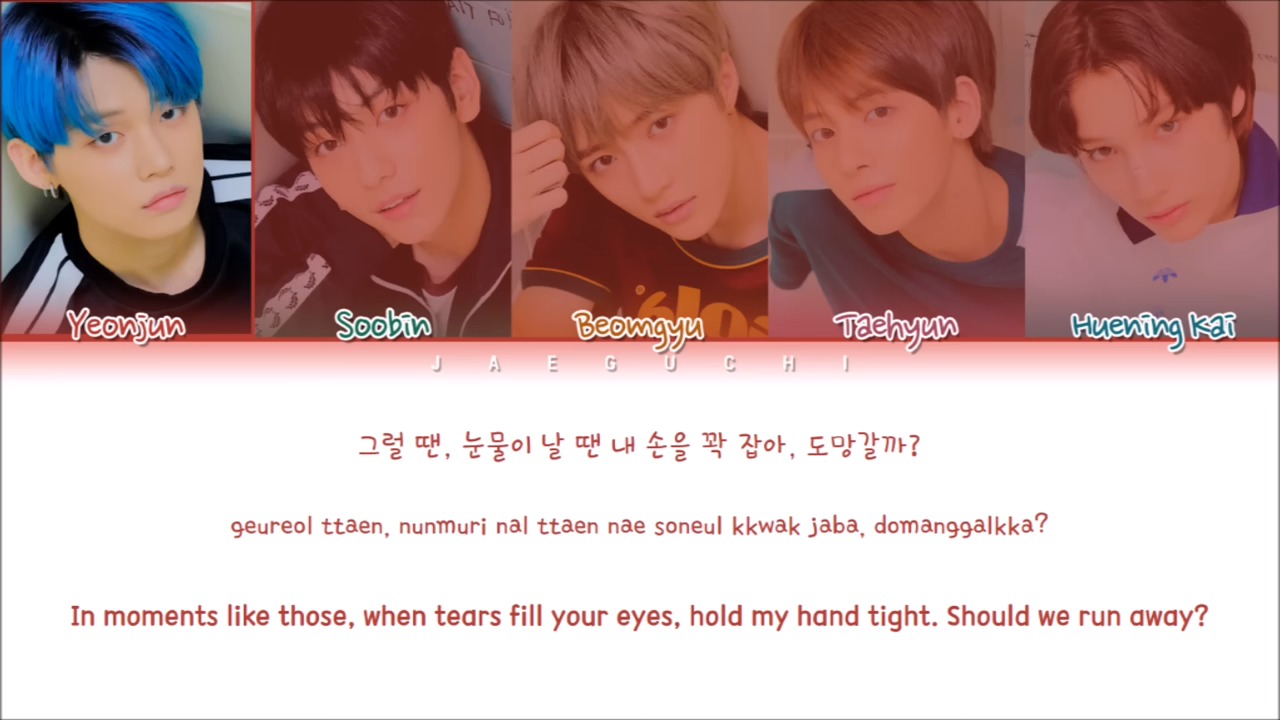 Yeonjun Soobin Beomgyu Taehyun Huening Kai
JAEGUCHI
그럴 땐, 눈물이 날 땐 내 손을 꽉 잡아, 도망갈까?
geureol ttaen, nunmuri nal ttaen nae soneul kkwak jaba, domanggalkka?
In moments like those, when tears fill your eyes, hold my hand tight. Should we run away?